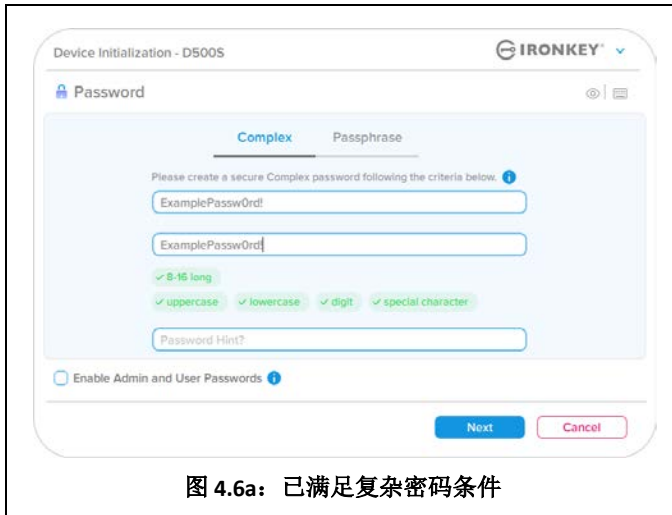 Device Initialization - D500S
IRONKEY
Password
Complex Passphrase
Please create a secure Complex password following the criteria below.
ExamplePassw0rd!
ExamplePassw0rd!
✓ 8-16 long
✓ uppercase ✓ lowercase ✓ digit ✓ special character
Password Hint?
Enable Admin and User Passwords
Next Cancel
图 4.6a：已满足复杂密码条件